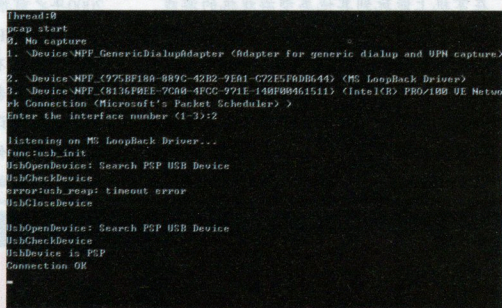 Thread:0
pcap start
0. No capture
1. \Device\NPF_GenericDialupAdapter (Adapter for generic dialup and VPN capture)
2. \Device\NPF_{975BF18A-889C-42B2-9EA1-C72E5FADB644} (MS LoopBack Driver)
3. \Device\NPF_{8136F0EE-7CA0-4FCC-971E-140F00461511} (Intel(R) PRO/100 VE Netwo
rk Connection (Microsoft's Packet Scheduler) )
Enter the interface number (1-3):2
listening on MS LoopBack Driver...
func:usb_init
UsbOpenDevice: Search PSP USB Device
UsbCheckDevice
error:usb_reap: timeout error
UsbCloseDevice
UsbOpenDevice: Search PSP USB Device
UsbCheckDevice
UsbDevice is PSP
Connection OK